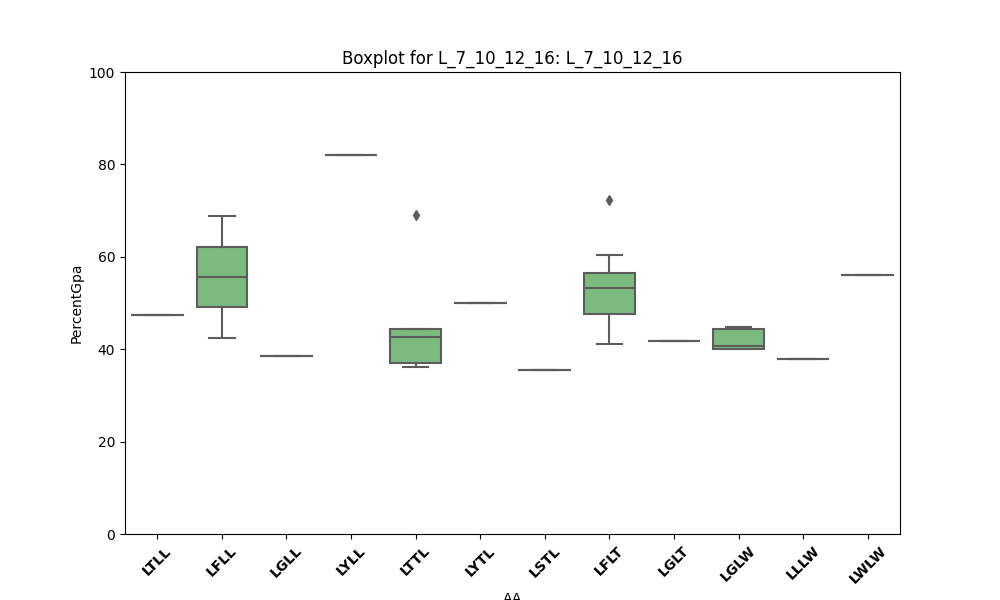 Boxplot for L_7_10_12_16: L_7_10_12_16
100
80
60
40
20
0
PercentGpa
LTLL LFLL LGLL LYLL LTTL LYTL LSTL LFLT LGLT LGLW LLLW LWLW
AA